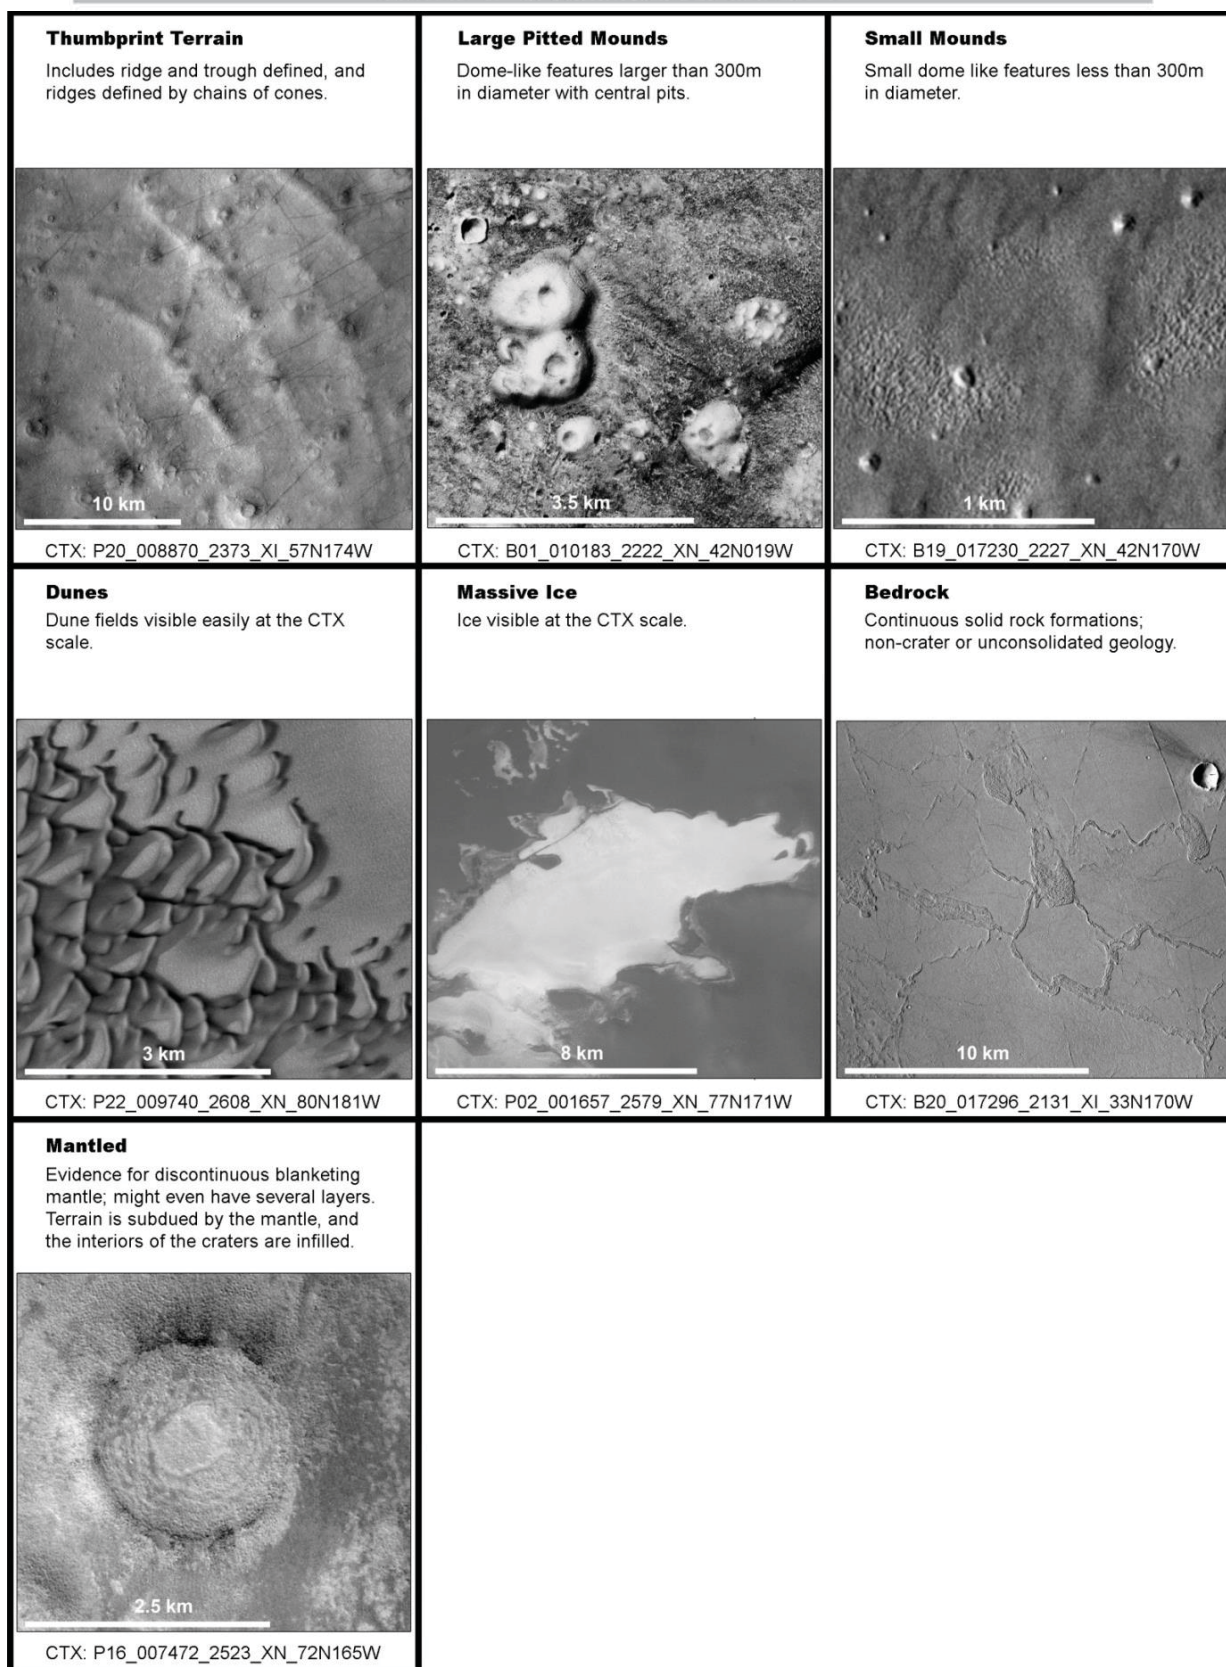 Thumbprint Terrain
Includes ridge and trough defined, and
ridges defined by chains of cones.
10 km
CTX: P20_008870_2373_XI_57N174W
Large Pitted Mounds
Dome-like features larger than 300m
in diameter with central pits.
3.5 km
CTX: B01_010183_2222_XN_42N019W
Small Mounds
Small dome like features less than 300m
in diameter.
1 km
CTX: B19_017230_2227_XN_42N170W
Dunes
Dune fields visible easily at the CTX
scale.
3 km
CTX: P22_009740_2608_XN_80N181W
Massive Ice
Ice visible at the CTX scale.
8 km
CTX: P02_001657_2579_XN_77N171W
Bedrock
Continuous solid rock formations;
non-crater or unconsolidated geology.
10 km
CTX: B20_017296_2131_XI_33N170W
Mantled
Evidence for discontinuous blanketing
mantle; might even have several layers.
Terrain is subdued by the mantle, and
the interiors of the craters are infilled.
2.5 km
CTX: P16_007472_2523_XN_72N165W